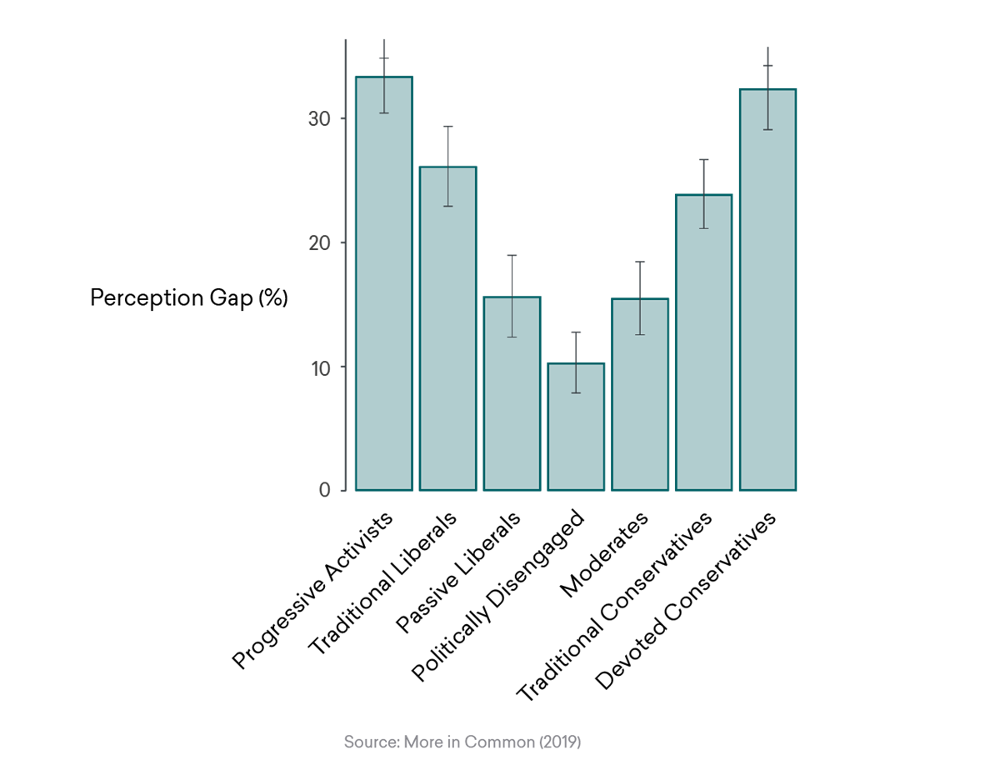 30
20
Perception Gap (%)
10
0
Progressive Activists
Traditional Liberals
Passive Liberals
Politically Disengaged
Moderates
Traditional Conservatives
Devoted Conservatives
Source: More in Common (2019)